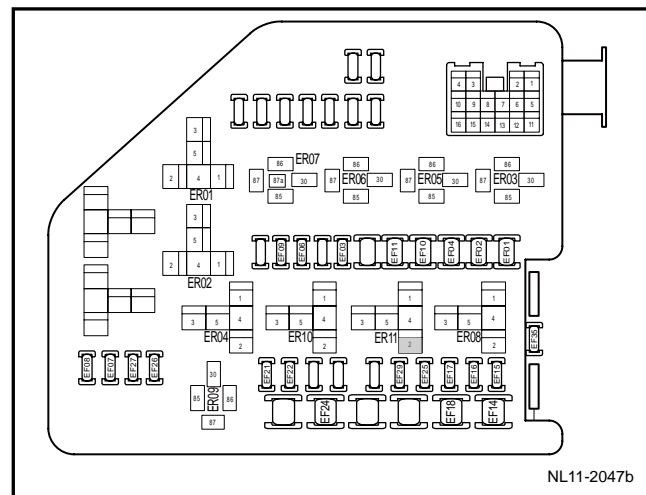 4 3 2 1
10 9 8 7 6 5
16 15 14 13 12 11
3
5
2 4 1
ER01
86
87 87a 30
85
ER07
86
87 30
85
ER06
86
87 30
85
ER05
86
87 30
85
ER03
3
5
2 4 1
ER02
EF09 EF06 EF03 EF11 EF10 EF04 EF02 EF01
1
3 5 4
2
ER04
1
3 5 4
2
ER10
1
3 5 4
2
ER11
1
3 5 4
2
ER08
EF35
EF08 EF07 EF27 EF26
30
85 86
87
ER09
EF21 EF22 EF29 EF25 EF17 EF16 EF15
EF24 EF18 EF14
NL11-2047b